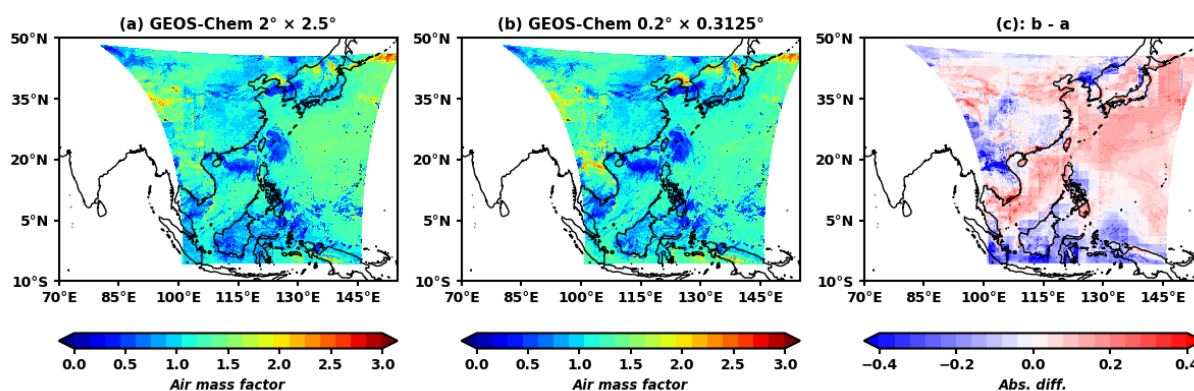 (a) GEOS-Chem 2° × 2.5°
(b) GEOS-Chem 0.2° × 0.3125°
(c): b - a
50°N
35°N
20°N
5°N
10°S
70°E 85°E 100°E 115°E 130°E 145°E
50°N
35°N
20°N
5°N
10°S
70°E 85°E 100°E 115°E 130°E 145°E
50°N
35°N
20°N
5°N
10°S
70°E 85°E 100°E 115°E 130°E 145°E
0.0 0.5 1.0 1.5 2.0 2.5 3.0
Air mass factor
0.0 0.5 1.0 1.5 2.0 2.5 3.0
Air mass factor
−0.4 −0.2 0.0 0.2 0.4
Abs. diff.